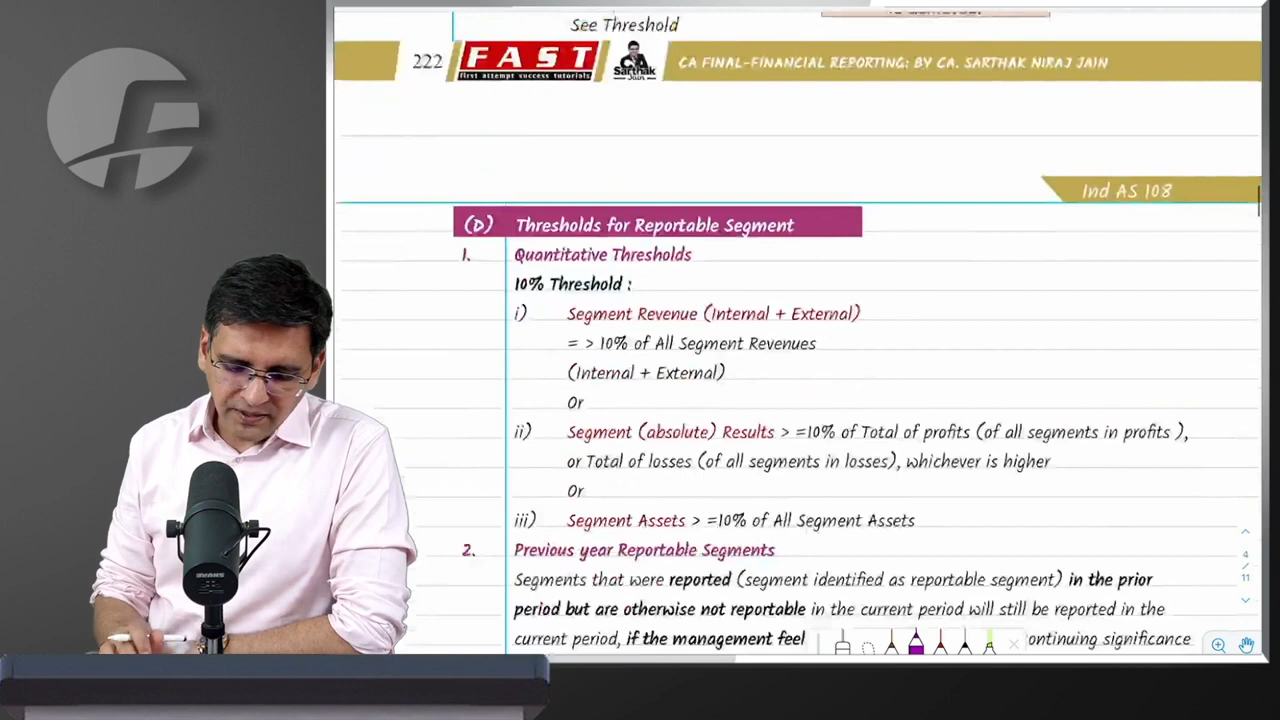 See Threshold
222
FAST
first attempt success tutorials
Sarthak
Jain
CA FINAL-FINANCIAL REPORTING: BY CA. SARTHAK NIRAJ JAIN
Ind AS 108
(D) Thresholds for Reportable Segment
1. Quantitative Thresholds
10% Threshold :
i) Segment Revenue (Internal + External)
= > 10% of All Segment Revenues
(Internal + External)
Or
ii) Segment (absolute) Results > =10% of Total of profits (of all segments in profits ),
or Total of losses (of all segments in losses), whichever is higher
Or
iii) Segment Assets > =10% of All Segment Assets
2. Previous year Reportable Segments
Segments that were reported (segment identified as reportable segment) in the prior
period but are otherwise not reportable in the current period will still be reported in the
current period, if the management feel ontinuing significance
4
/
11